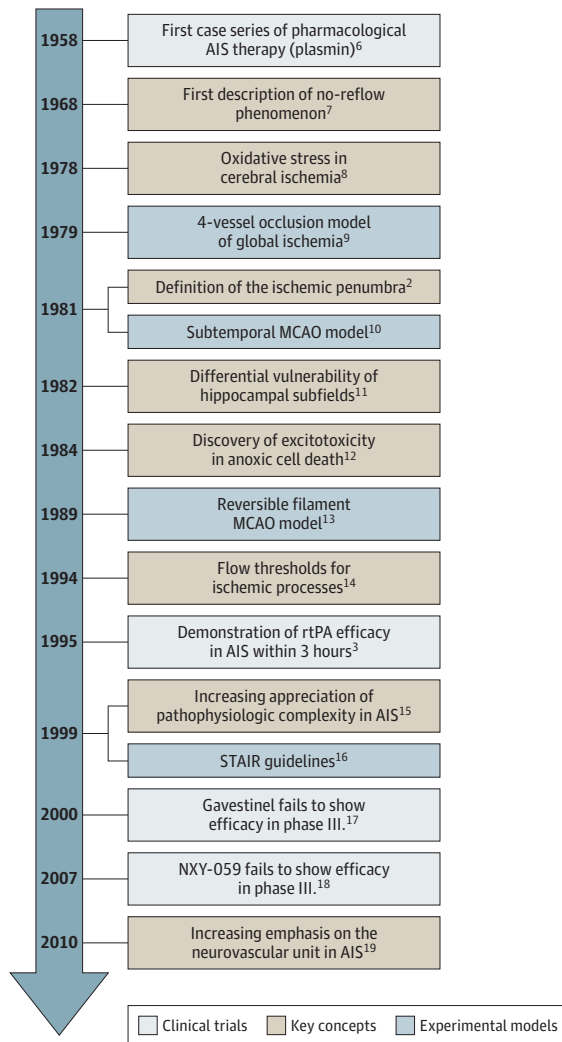 1958
First case series of pharmacological
AIS therapy (plasmin)6
1968
First description of no-reflow
phenomenon7
1978
Oxidative stress in
cerebral ischemia8
1979
4-vessel occlusion model
of global ischemia9
1981
Definition of the ischemic penumbra2
Subtemporal MCAO model10
1982
Differential vulnerability of
hippocampal subfields11
1984
Discovery of excitotoxicity
in anoxic cell death12
1989
Reversible filament
MCAO model13
1994
Flow thresholds for
ischemic processes14
1995
Demonstration of rtPA efficacy
in AIS within 3 hours3
1999
Increasing appreciation of
pathophysiologic complexity in AIS15
STAIR guidelines16
2000
Gavestinel fails to show
efficacy in phase III.17
2007
NXY-059 fails to show efficacy
in phase III.18
2010
Increasing emphasis on the
neurovascular unit in AIS19
Clinical trials
Key concepts
Experimental models